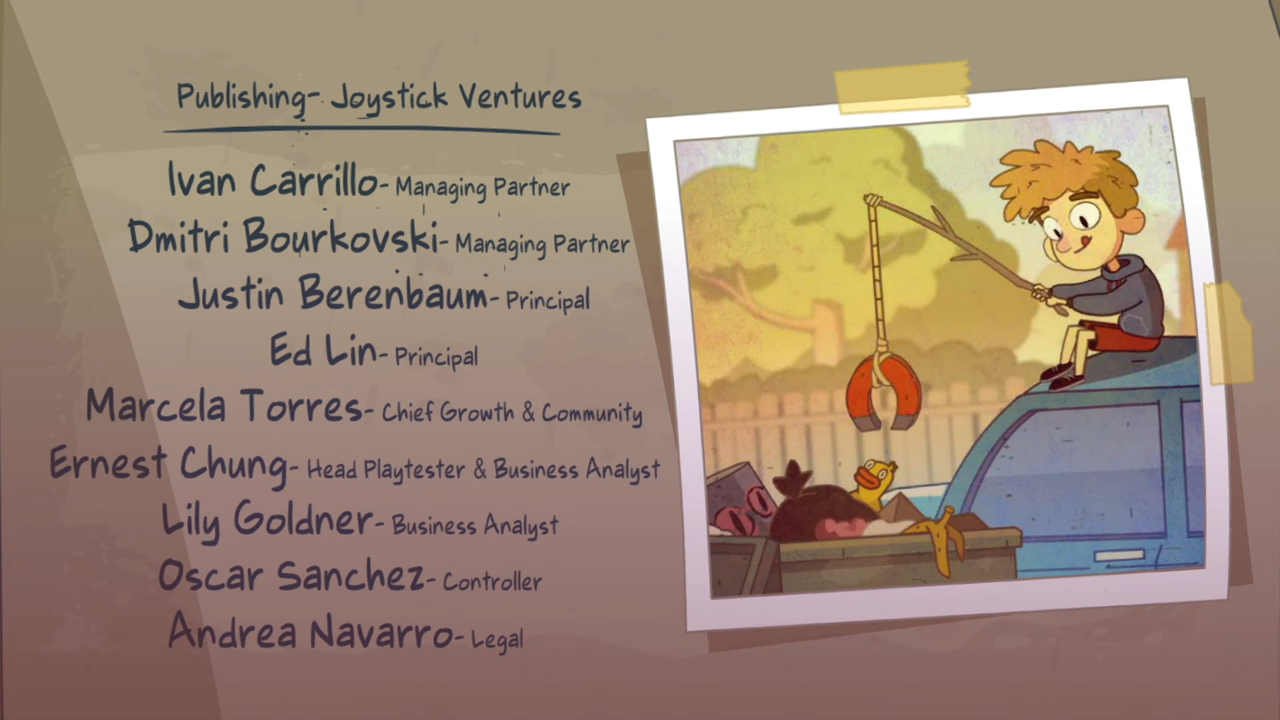 Publishing- Joystick Ventures
Ivan Carrillo- Managing Partner
Dmitri Bourkovski- Managing Partner
Justin Berenbaum- Principal
Ed Lin- Principal
Marcela Torres- Chief Growth & Community
Ernest Chung- Head Playtester & Business Analyst
Lily Goldner- Business Analyst
Oscar Sanchez- Controller
Andrea Navarro- Legal